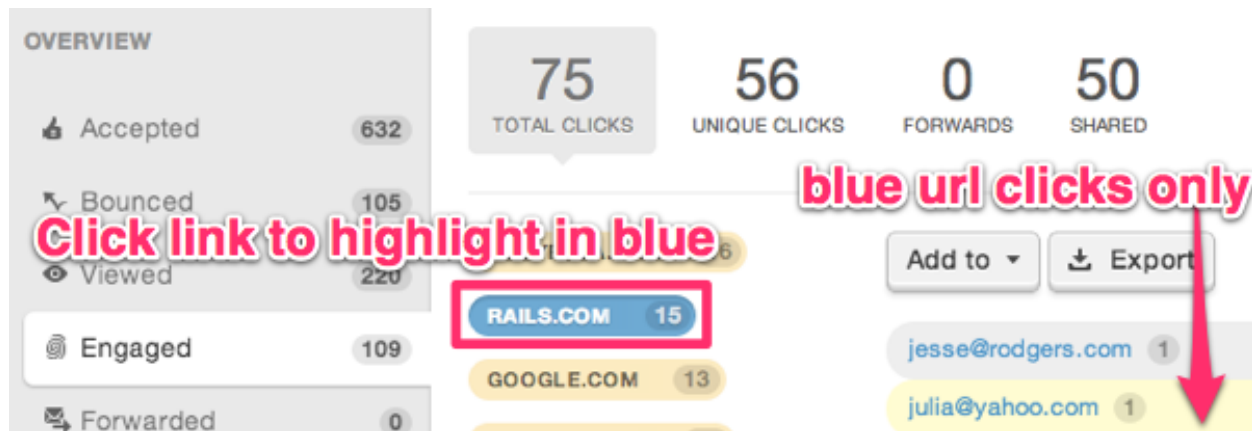 OVERVIEW
Accepted 632
Bounced 105
Viewed 220
Engaged 109
Forwarded 0
75 56 0 50
TOTAL CLICKS UNIQUE CLICKS FORWARDS SHARED
blue url clicks only
Click link to highlight in blue
RAILS.COM 15
GOOGLE.COM 13
Add to Export
jesse@rodgers.com 1
julia@yahoo.com 1